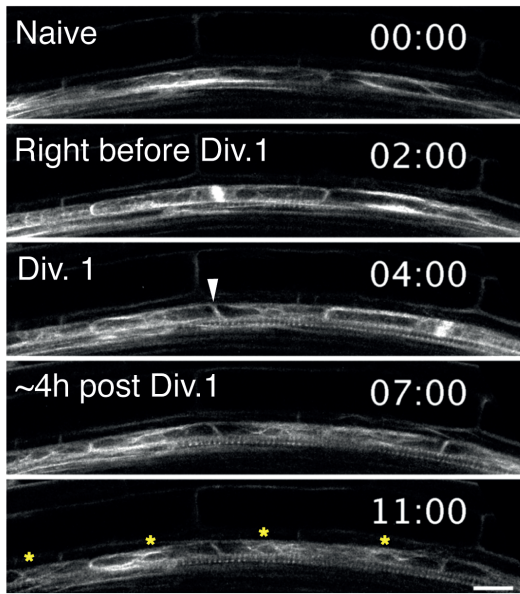 Naive 00:00
Right before Div.1 02:00
Div. 1 04:00
~4h post Div.1 07:00
11:00
* * * *